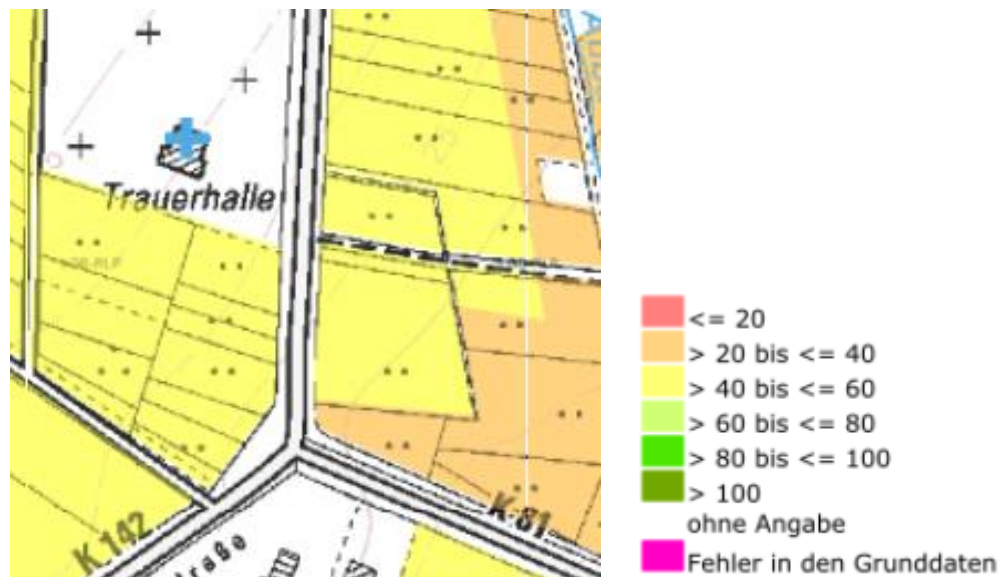 Trauerhalle
K 142
K 81
<= 20
> 20 bis <= 40
> 40 bis <= 60
> 60 bis <= 80
> 80 bis <= 100
> 100
ohne Angabe
Fehler in den Grunddaten